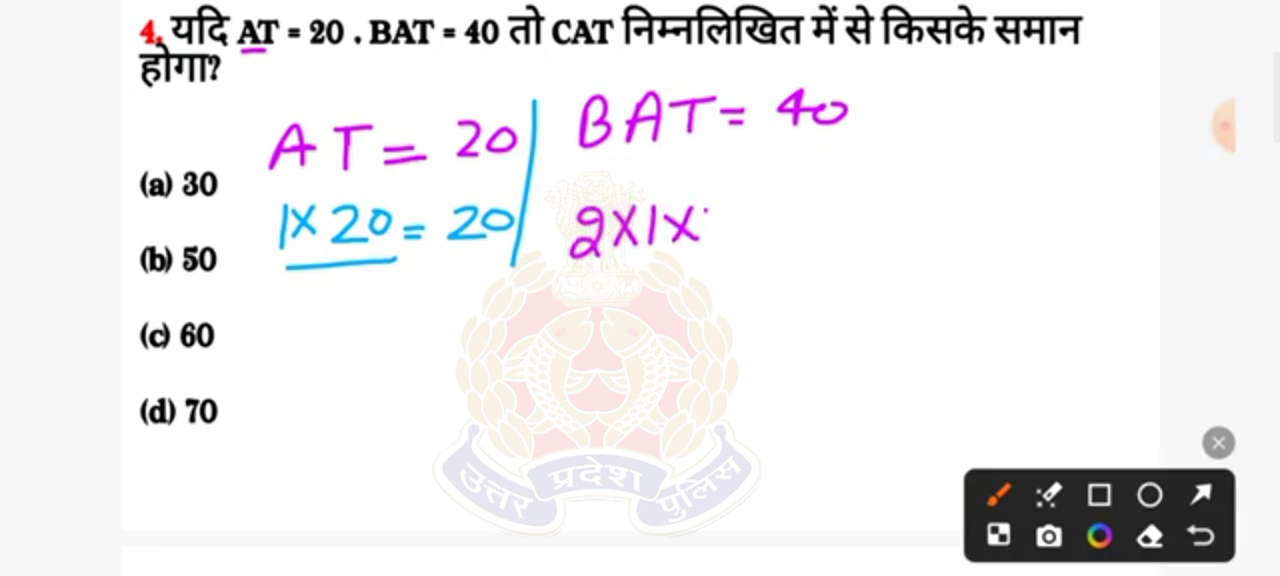 4. यदि AT = 20 . BAT = 40 तो CAT निम्नलिखित में से किसके समान
होगा?
AT = 20 BAT = 40
(a) 30
1 × 20 = 20 2×1×
(b) 50
(c) 60
(d) 70
उत्तर प्रदेश पुलिस